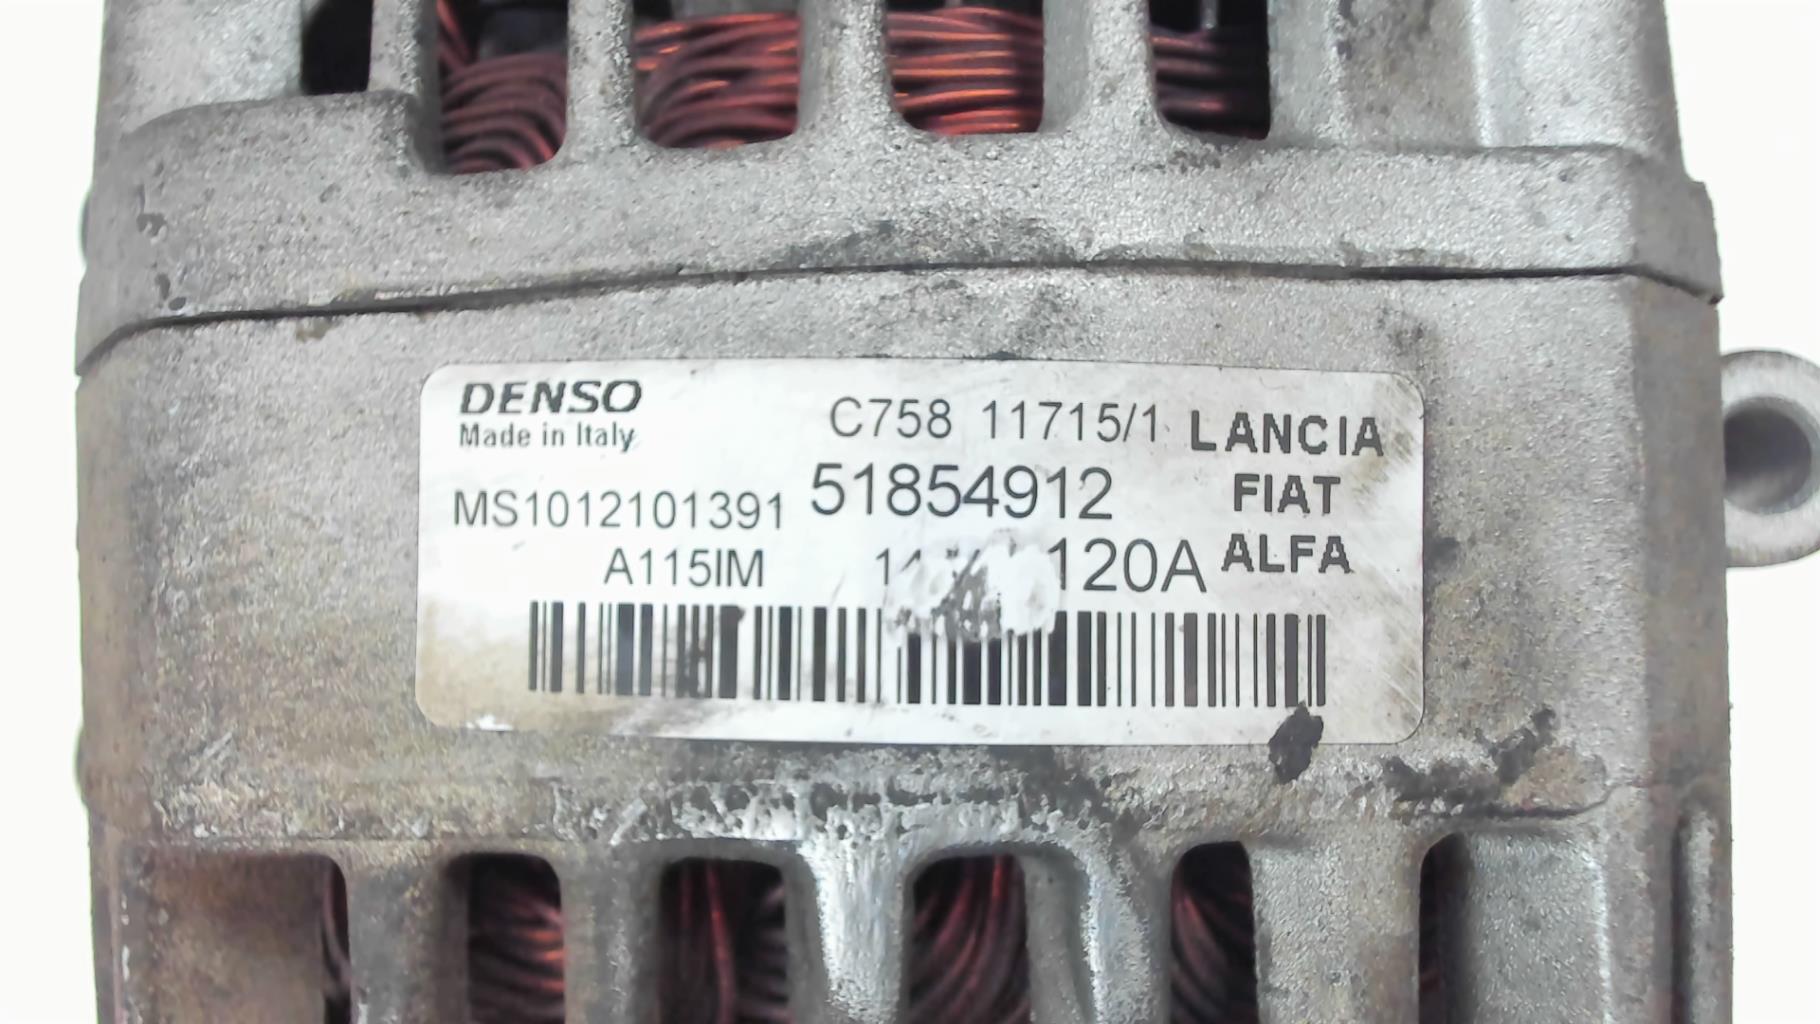 DENSO
Made in Italy
C758 11715/1
LANCIA
MS1012101391
51854912
FIAT
A115IM
120A
ALFA